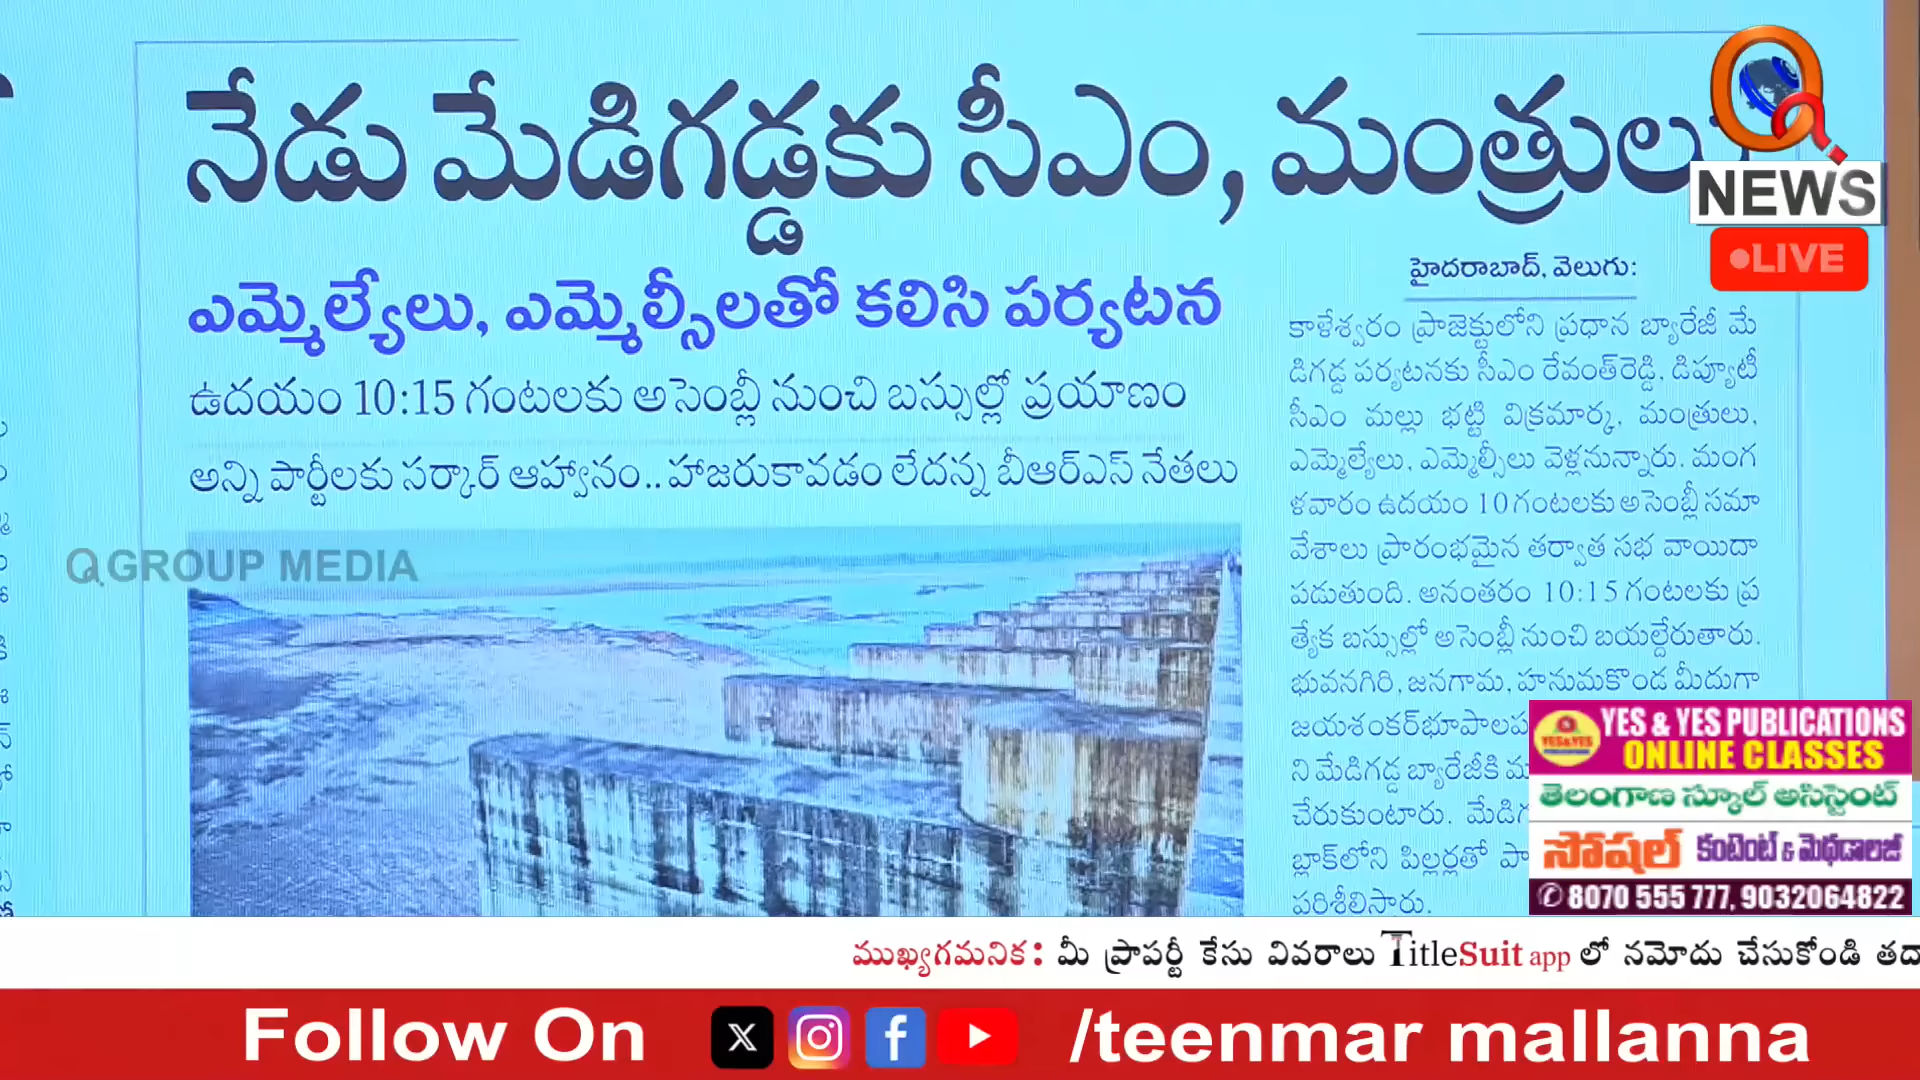 నేడు మేడిగడ్డకు సీఎం, మంత్రులు
ఎమ్మెల్యేలు, ఎమ్మెల్సీలతో కలిసి పర్యటన
ఉదయం 10:15 గంటలకు అసెంబ్లీ నుంచి బస్సుల్లో ప్రయాణం
అన్ని పార్టీలకు సర్కార్ ఆహ్వానం.. హాజరుకావడం లేదన్న బీఆర్ఎస్ నేతలు
హైదరాబాద్, వెలుగు:
కాళేశ్వరం ప్రాజెక్టులోని ప్రధాన బ్యారేజీ మే
డిగడ్డ పర్యటనకు సీఎం రేవంత్‌రెడ్డి, డిప్యూటీ
సీఎం మల్లు భట్టి విక్రమార్క, మంత్రులు,
ఎమ్మెల్యేలు, ఎమ్మెల్సీలు వెళ్లనున్నారు. మంగ
ళవారం ఉదయం 10 గంటలకు అసెంబ్లీ సమా
వేశాలు ప్రారంభమైన తర్వాత సభ వాయిదా
పడుతుంది. అనంతరం 10:15 గంటలకు ప్ర
త్యేక బస్సుల్లో అసెంబ్లీ నుంచి బయల్దేరుతారు.
భువనగిరి, జనగామ, హనుమకొండ మీదుగా
జయశంకర్‌భూపాలప
ని మేడిగడ్డ బ్యారేజీకి మ
చేరుకుంటారు. మేడిగ
బ్లాక్‌లోని పిల్లర్లతో పా
పరిశీలిస్తారు.
Q GROUP MEDIA
Q
NEWS
LIVE
YES & YES PUBLICATIONS
YES&YES
ONLINE CLASSES
తెలంగాణ స్కూల్ అసిస్టెంట్
సోషల్ కంటెంట్ & మెథడాలజీ
8070 555 777, 9032064822
ముఖ్యగమనిక: మీ ప్రాపర్టీ కేసు వివరాలు TitleSuit app లో నమోదు చేసుకోండి తదా
Follow On X f /teenmar mallanna